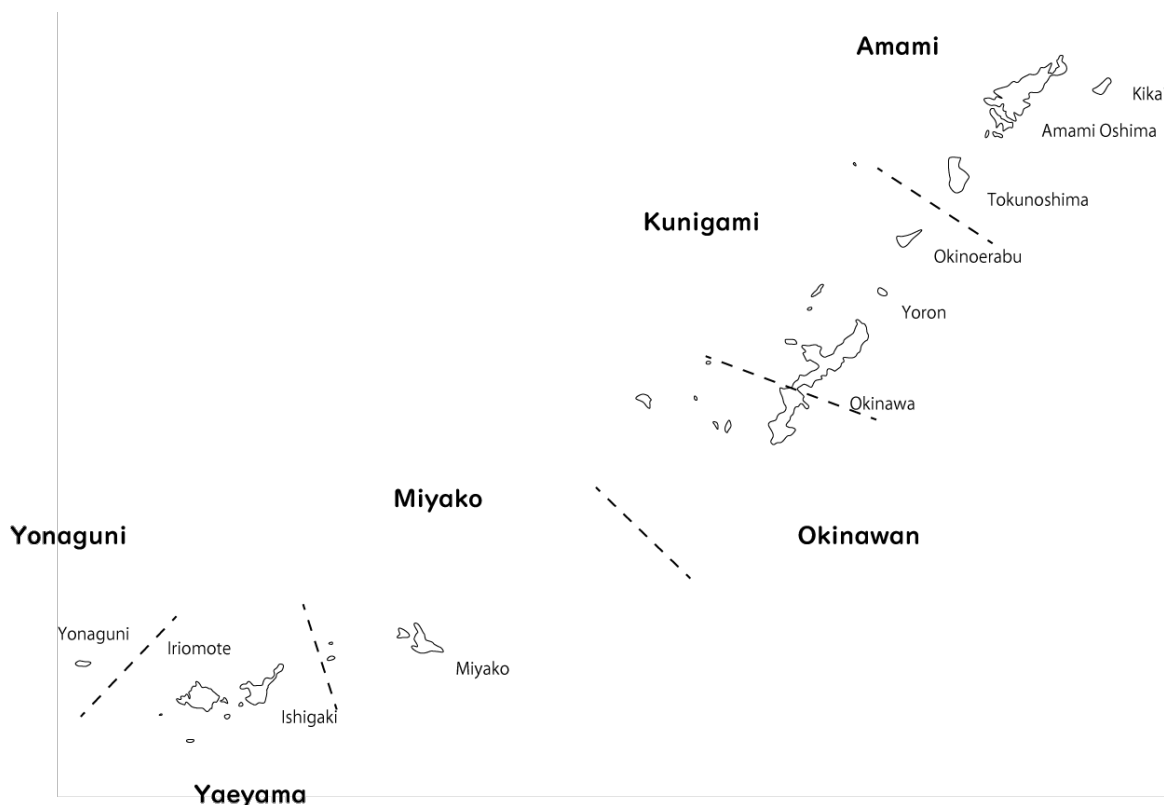 Amami
Kika
Amami Oshima
Tokunoshima
Kunigami
Okinoerabu
Yoron
Okinawa
Miyako
Yonaguni
Okinawan
Yonaguni
Iriomote
Miyako
Ishigaki
Yaeyama